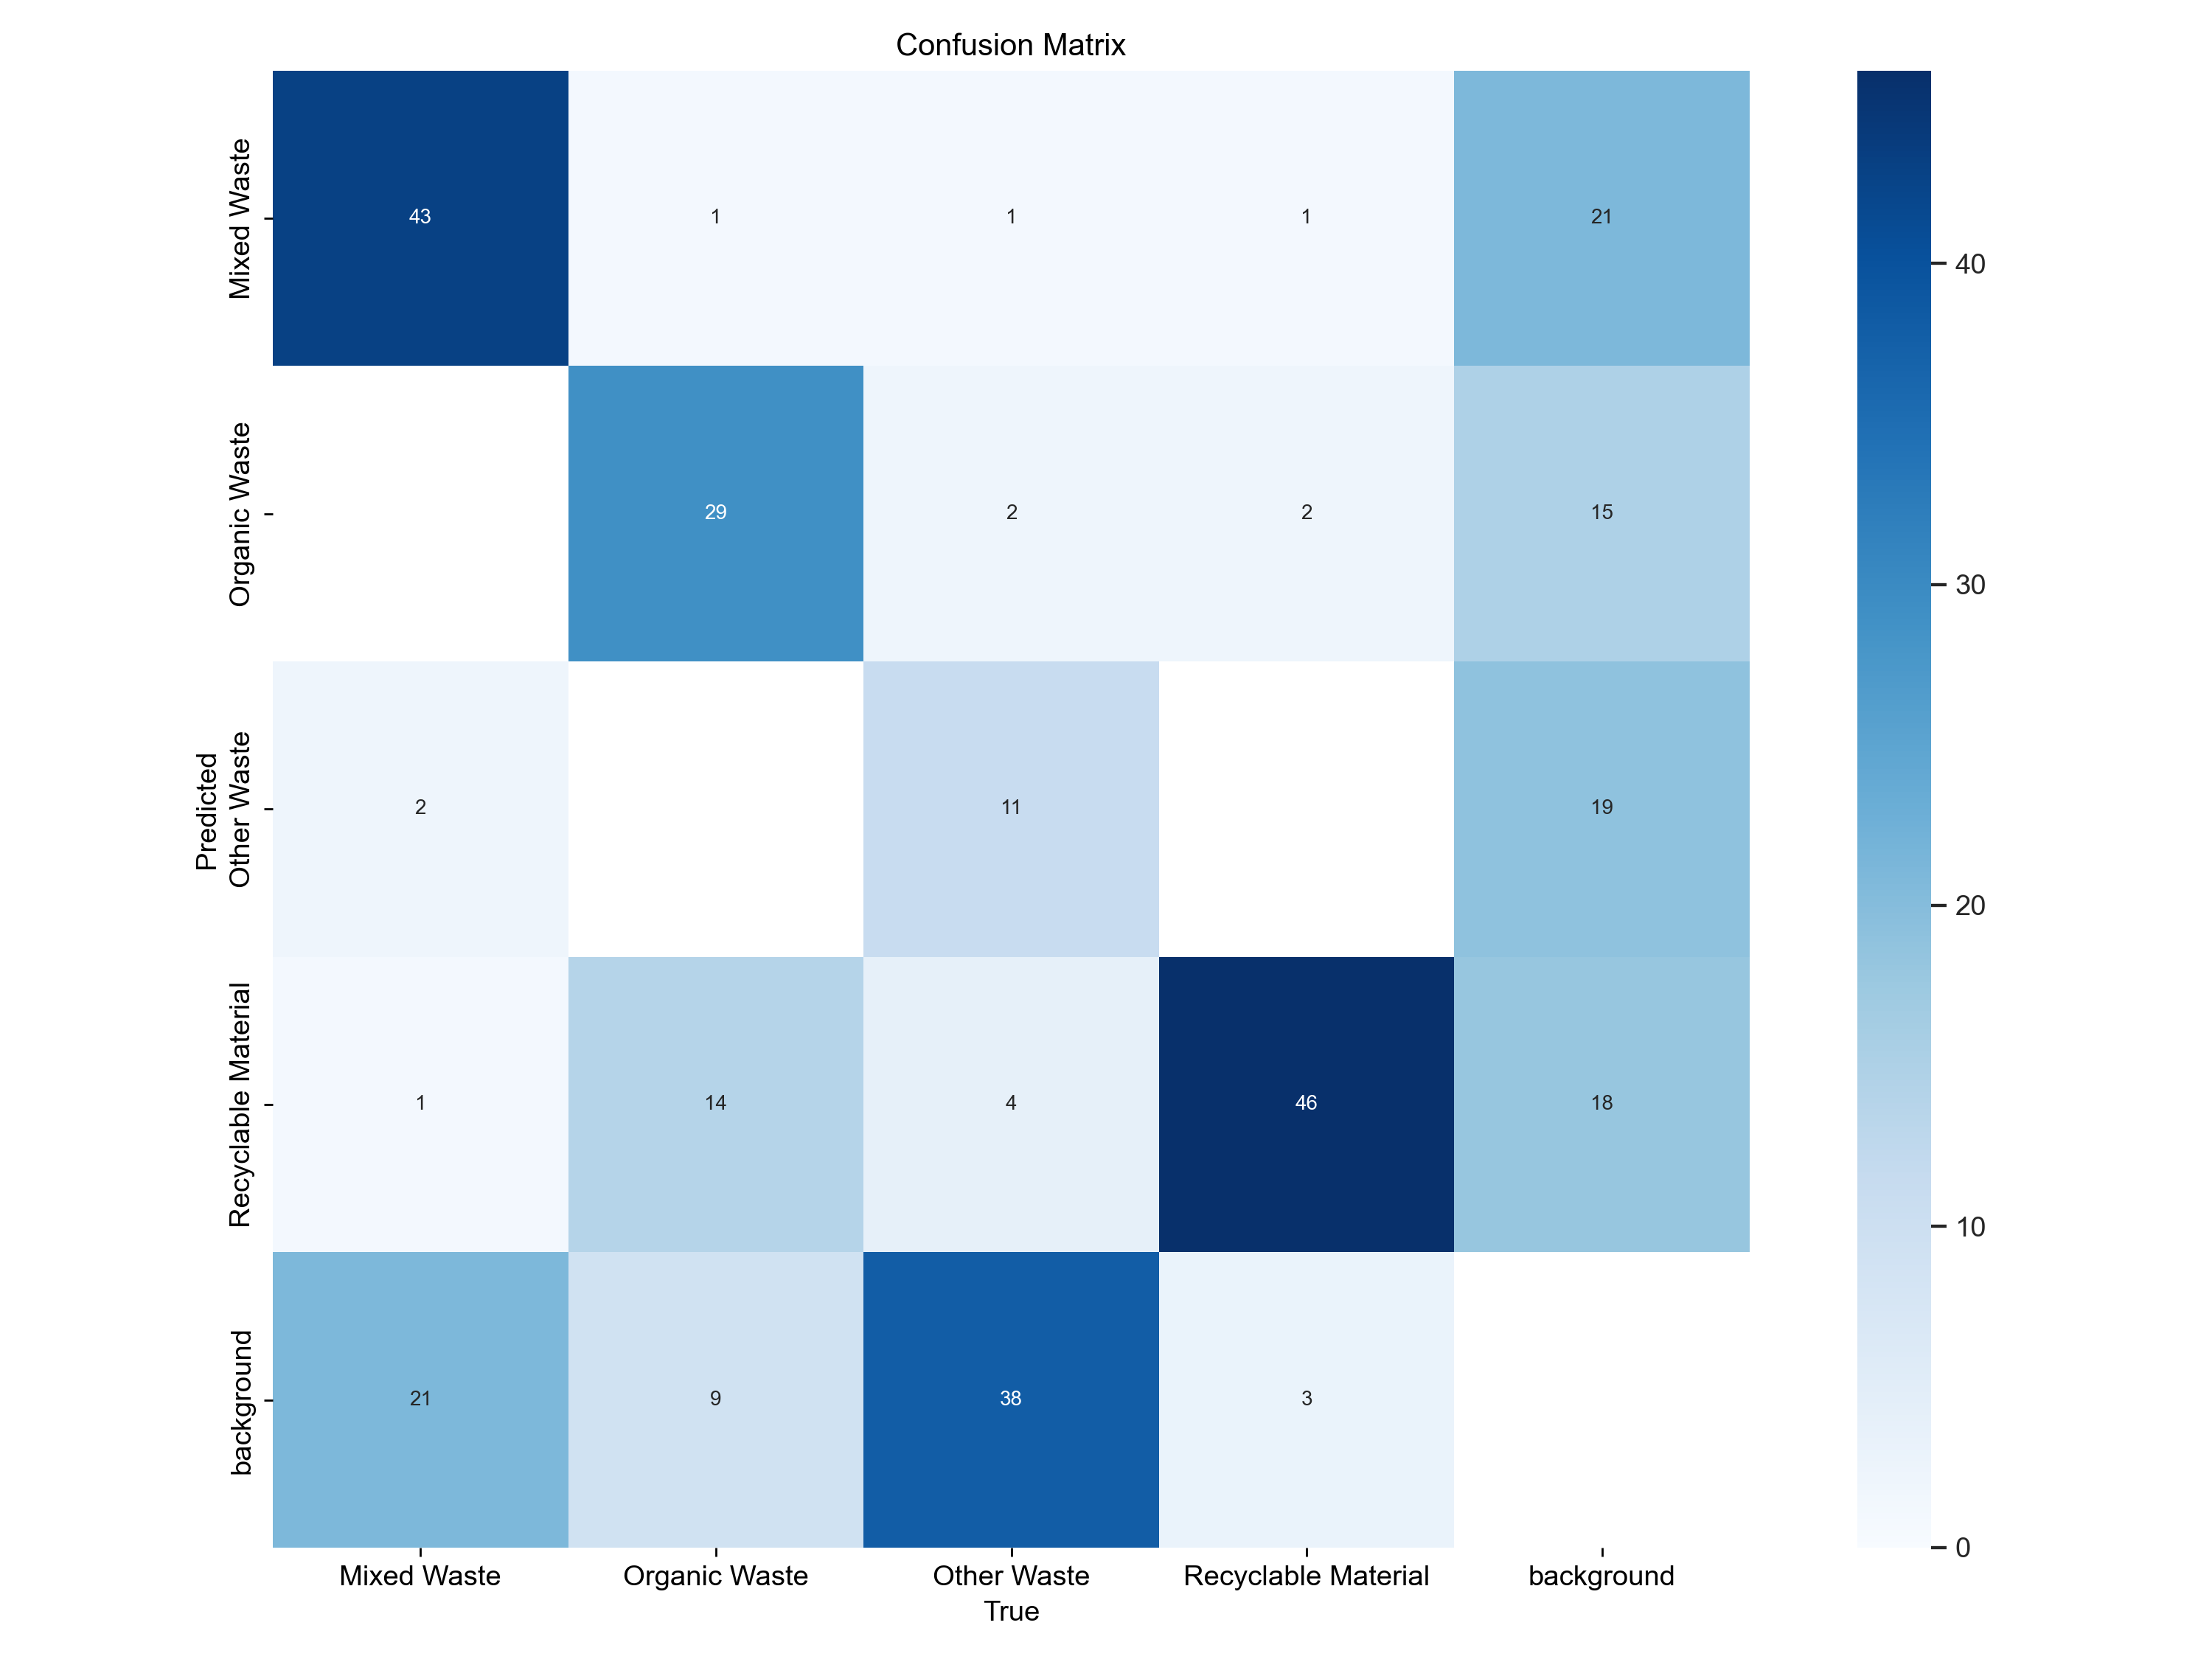 Confusion Matrix
Predicted
Mixed Waste
43 1 1 1 21
Organic Waste
29 2 2 15
Other Waste
2 11 19
Recyclable Material
1 14 4 46 18
background
21 9 38 3
Mixed Waste Organic Waste Other Waste Recyclable Material background
True
40
30
20
10
0